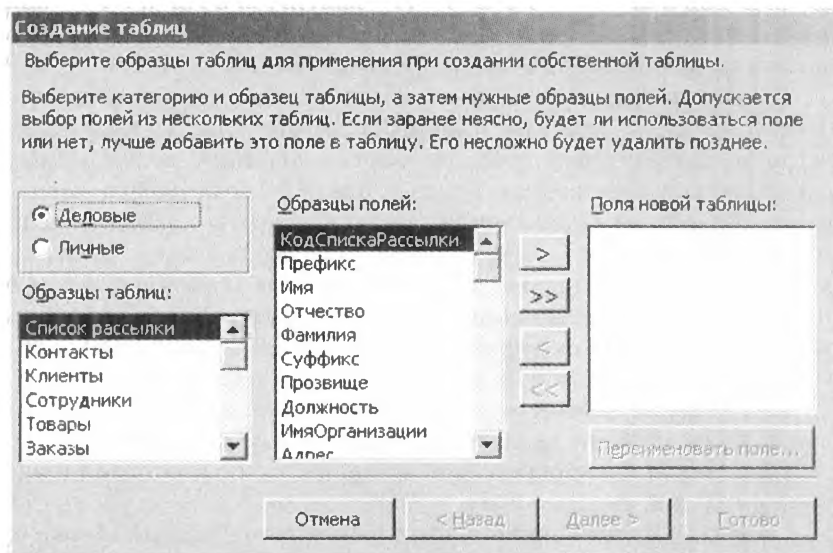 Создание таблиц
Выберите образцы таблиц для применения при создании собственной таблицы.
Выберите категорию и образец таблицы, а затем нужные образцы полей. Допускается
выбор полей из нескольких таблиц. Если заранее неясно, будет ли использоваться поле
или нет, лучше добавить это поле в таблицу. Его несложно будет удалить позднее.
Деловые
Личные
Образцы таблиц:
Список рассылки
Контакты
Клиенты
Сотрудники
Товары
Заказы
Образцы полей:
КодСпискаРассылки
Префикс
Имя
Отчество
Фамилия
Суффикс
Прозвище
Должность
ИмяОрганизации
Адрес
>
>>
<
<<
Поля новой таблицы:
Переименовать поле...
Отмена
< Назад
Далее >
Готово